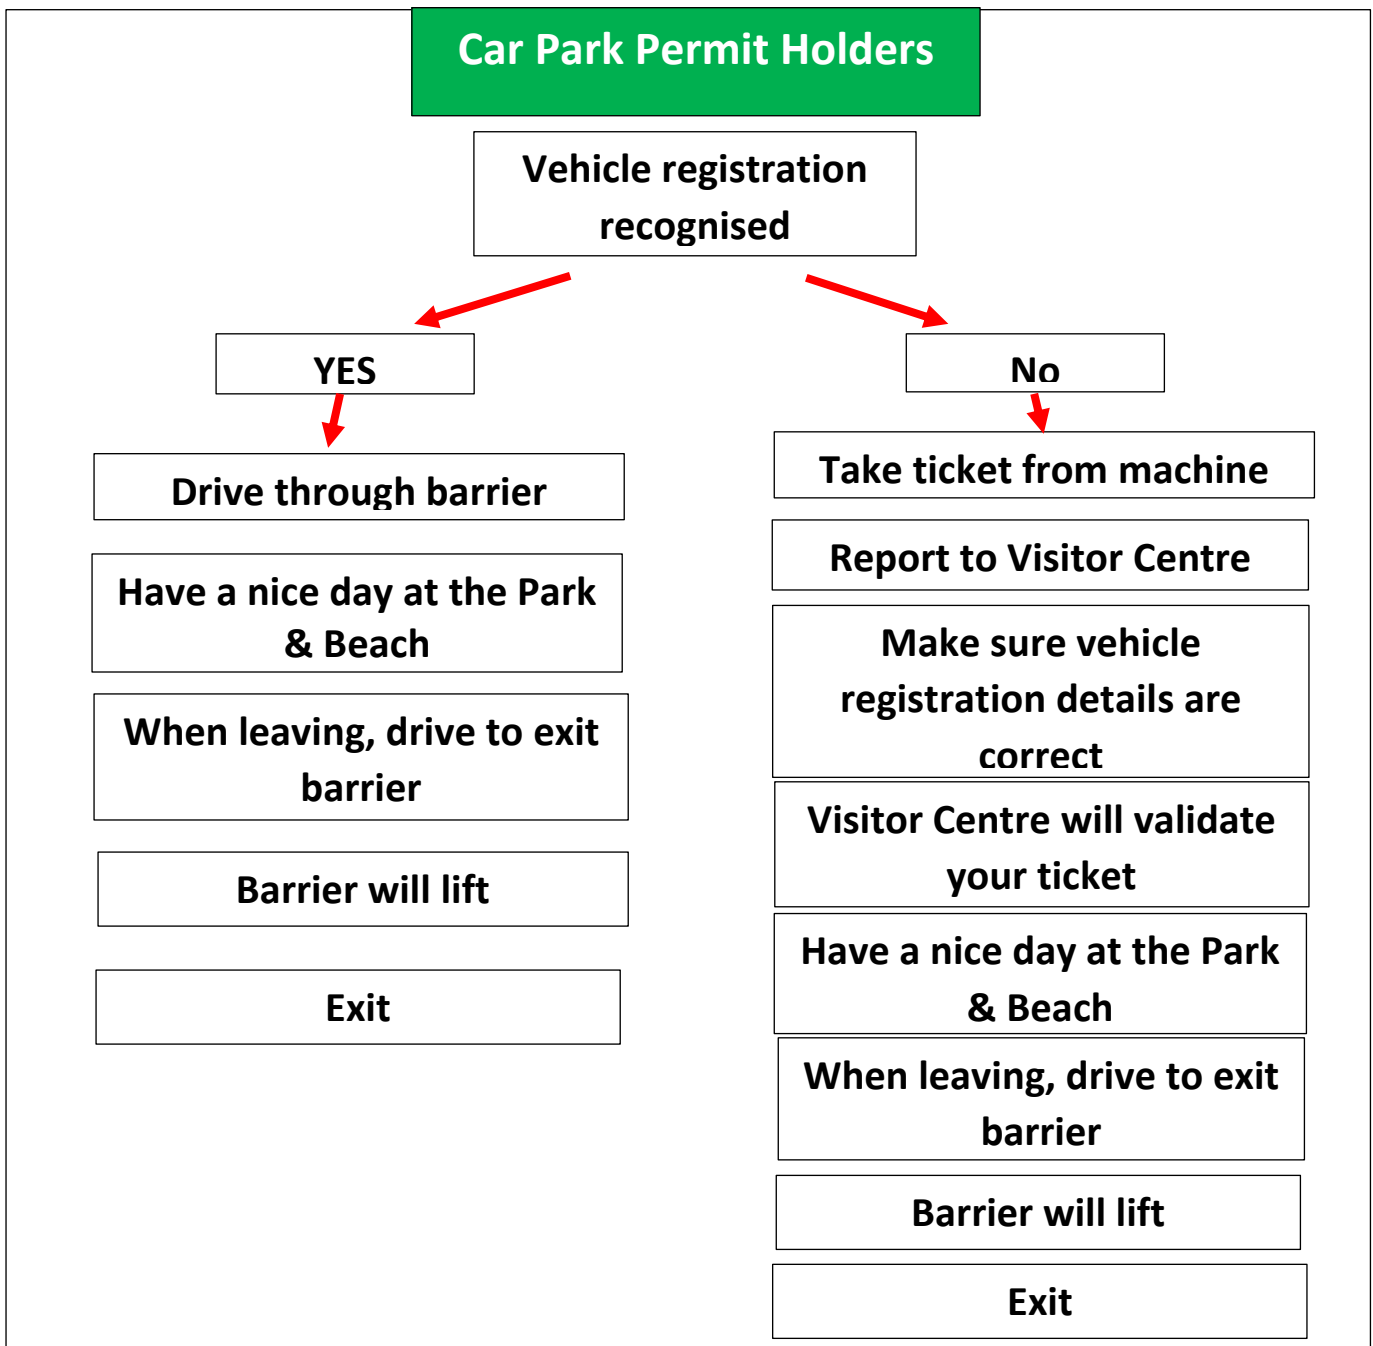 Car Park Permit Holders
Vehicle registration
recognised
YES
No
Drive through barrier
Have a nice day at the Park
& Beach
When leaving, drive to exit
barrier
Barrier will lift
Exit
Take ticket from machine
Report to Visitor Centre
Make sure vehicle
registration details are
correct
Visitor Centre will validate
your ticket
Have a nice day at the Park
& Beach
When leaving, drive to exit
barrier
Barrier will lift
Exit